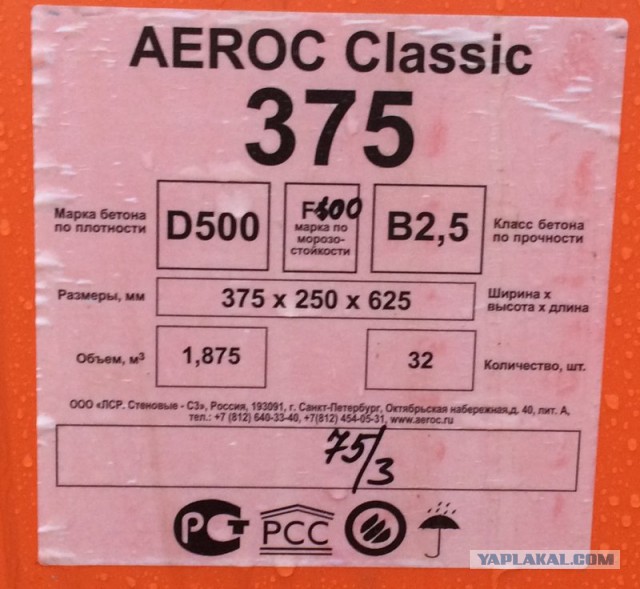 AEROC Classic
375
Марка бетона
по плотности
D500
F100
марка по
морозо-
стойкости
B2,5
Класс бетона
по прочности
Размеры, мм
375 x 250 x 625
Ширина x
высота x длина
Объем, м³
1,875
32
Количество, шт.
ООО «ЛСР. Стеновые - СЗ», Россия, 193091, г. Санкт-Петербург, Октябрьская набережная,д. 40, лит. А,
тел.: +7 (812) 640-33-40, +7(812) 454-05-31, www.aeroc.ru
75/3
РСТ
РСС
YAPLAKAL.COM